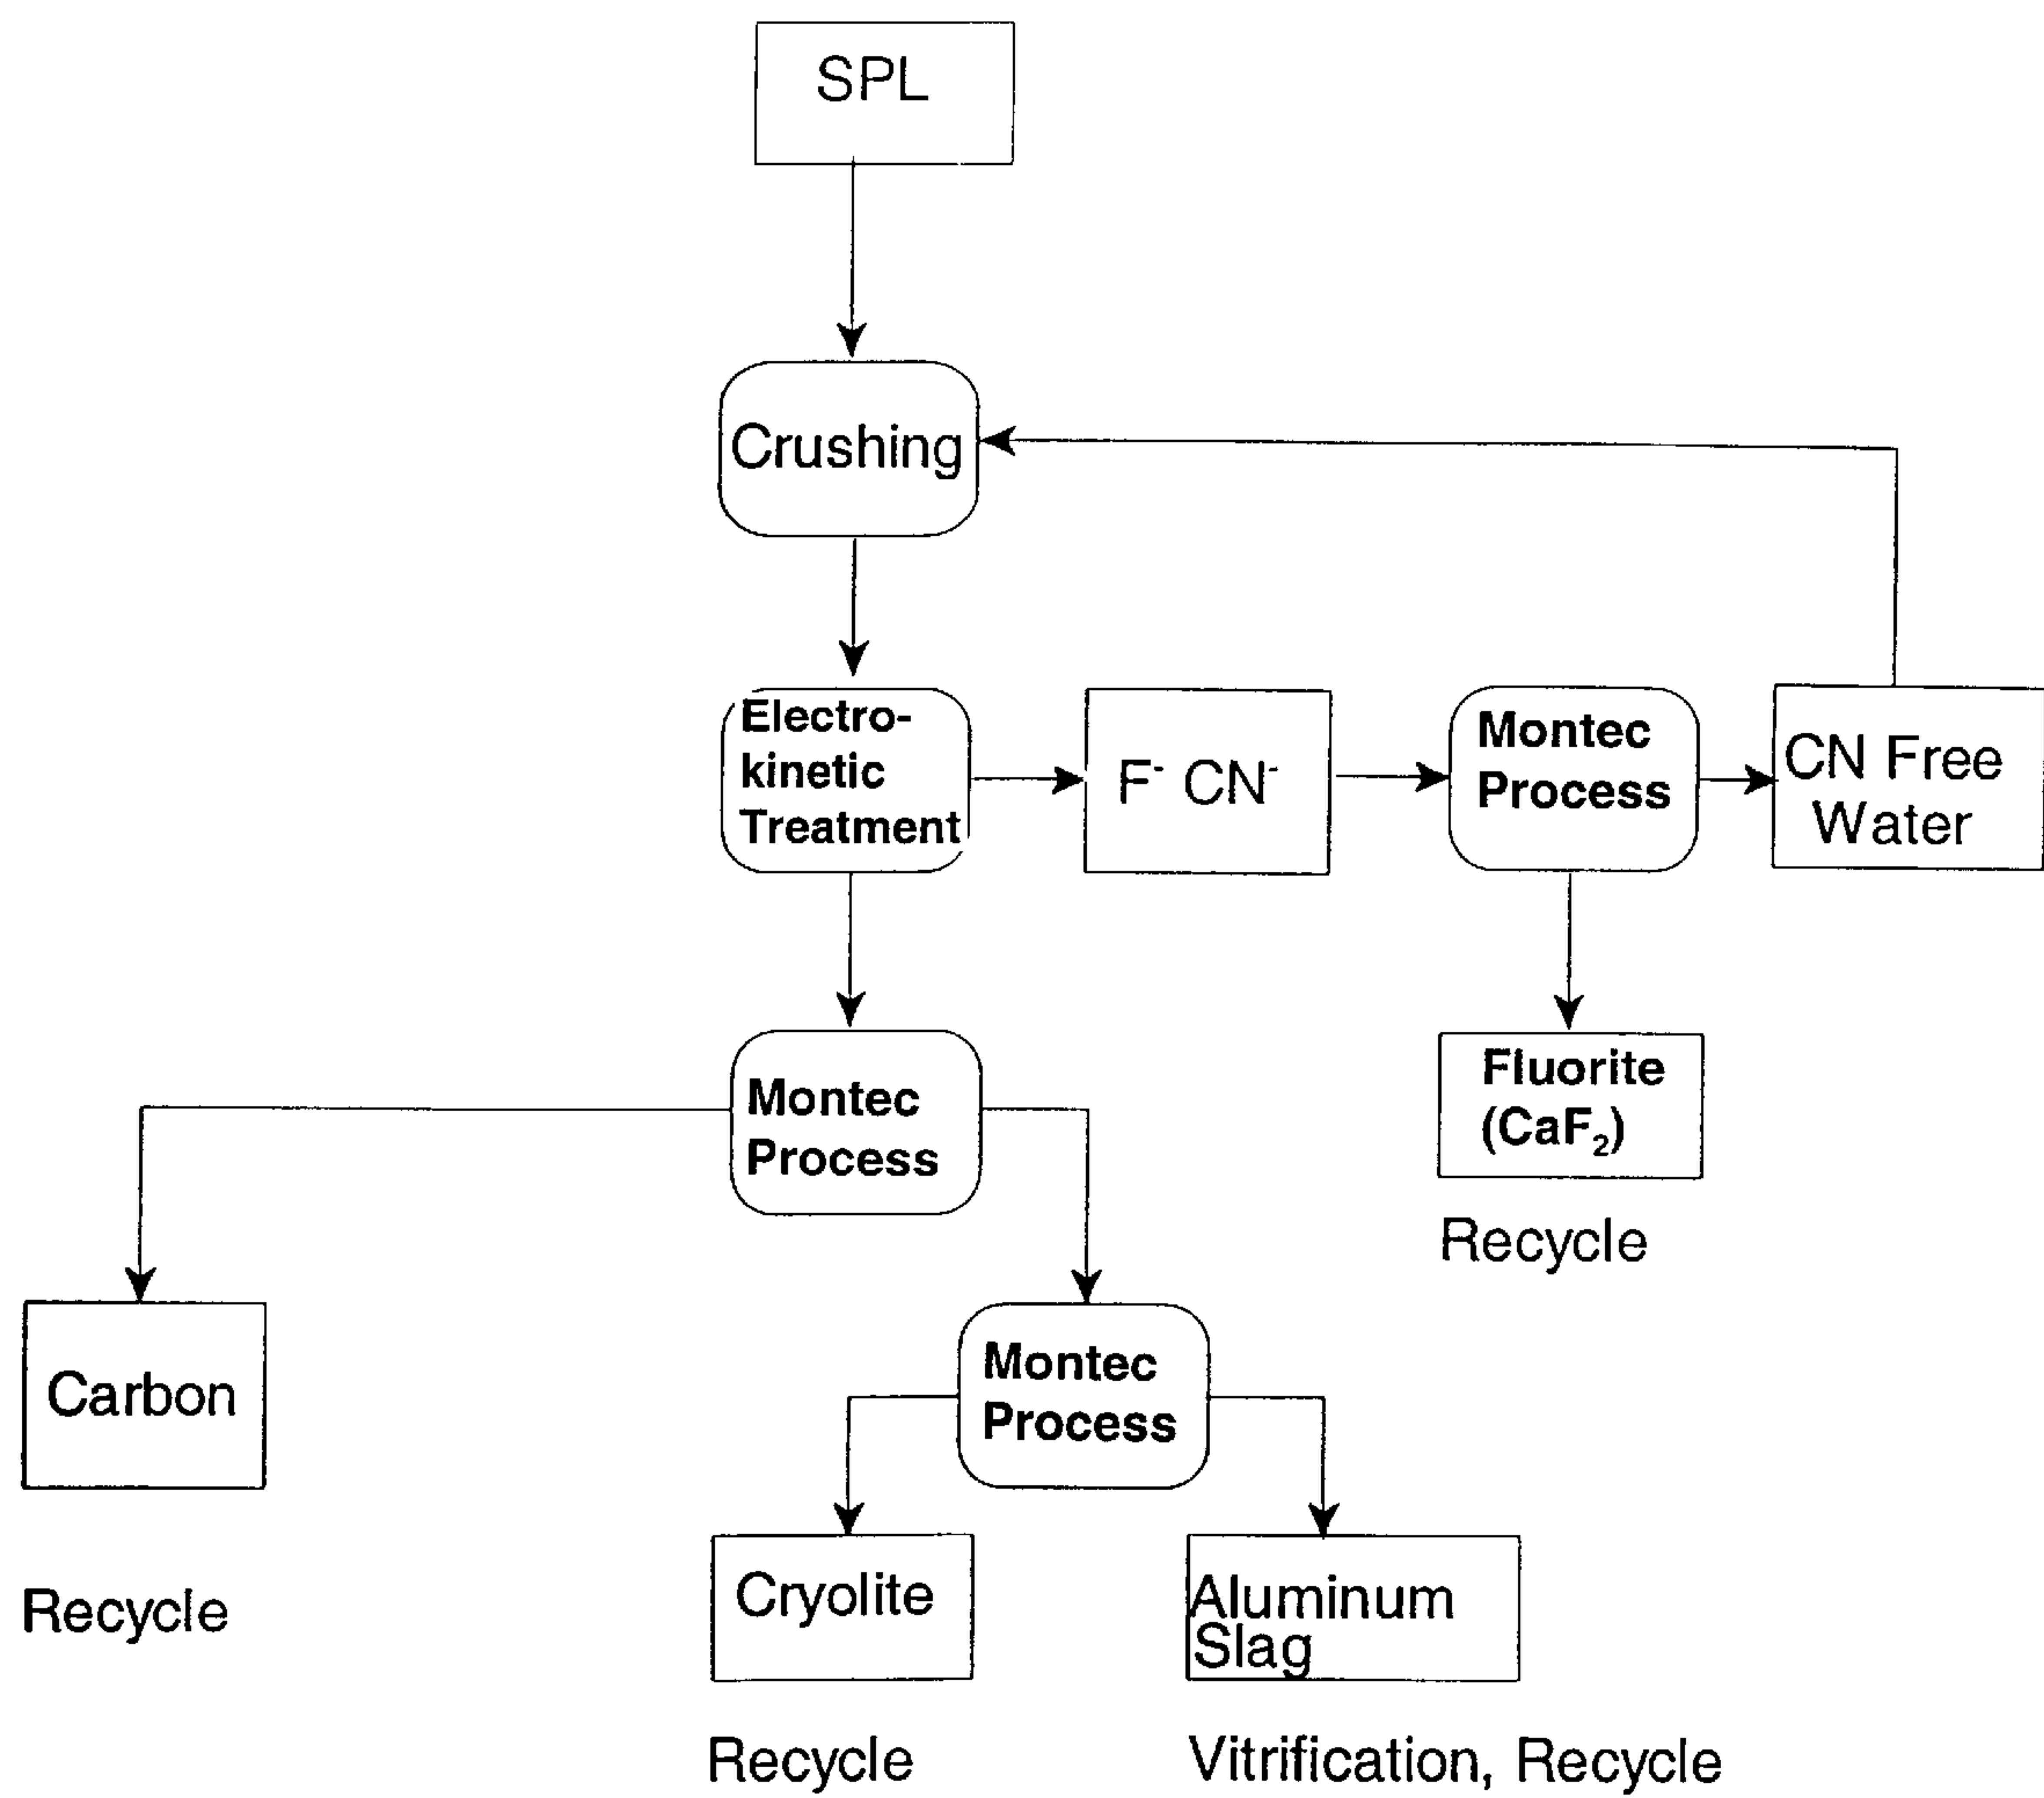 SPL
Crushing
Electro-
kinetic
Treatment
F⁻ CN⁻
Montec
Process
CN Free
Water
Montec
Process
Fluorite
(CaF₂)
Recycle
Carbon
Montec
Process
Recycle
Cryolite
Aluminum
Slag
Recycle
Vitrification, Recycle